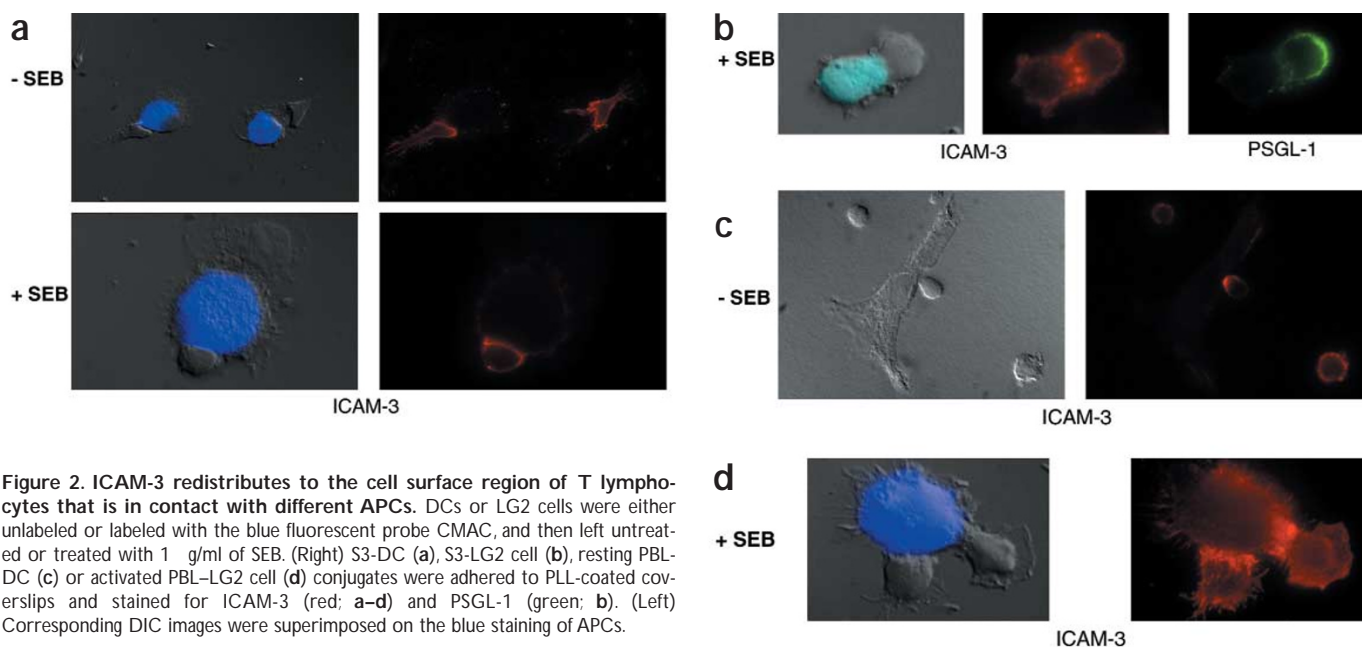 a
- SEB
+ SEB
ICAM-3
b
+ SEB
ICAM-3
PSGL-1
c
- SEB
ICAM-3
d
+ SEB
ICAM-3
Figure 2. ICAM-3 redistributes to the cell surface region of T lympho-
cytes that is in contact with different APCs. DCs or LG2 cells were either
unlabeled or labeled with the blue fluorescent probe CMAC, and then left untreat-
ed or treated with 1 g/ml of SEB. (Right) S3-DC (a), S3-LG2 cell (b), resting PBL-
DC (c) or activated PBL–LG2 cell (d) conjugates were adhered to PLL-coated cov-
erslips and stained for ICAM-3 (red; a–d) and PSGL-1 (green; b). (Left)
Corresponding DIC images were superimposed on the blue staining of APCs.